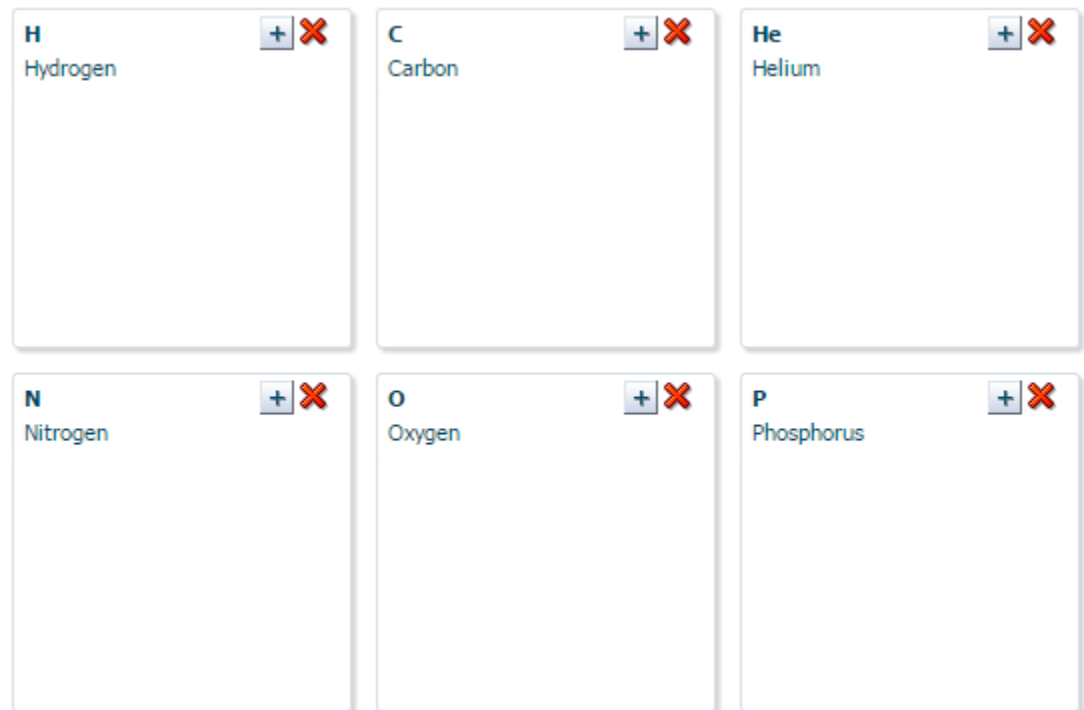 H
Hydrogen
C
Carbon
He
Helium
N
Nitrogen
O
Oxygen
P
Phosphorus